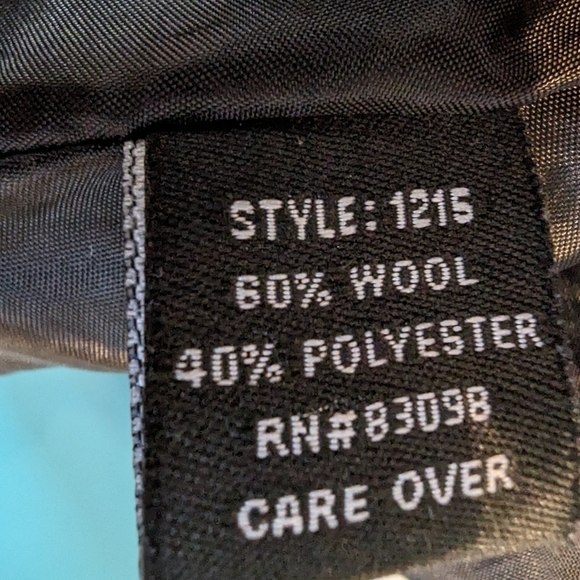 STYLE: 1215
60% WOOL
40% POLYESTER
RN#83098
CARE OVER